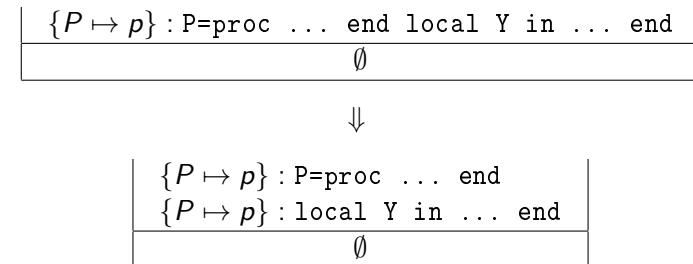 {P ↦ p} : P=proc ... end local Y in ... end
∅
⇓
{P ↦ p} : P=proc ... end
{P ↦ p} : local Y in ... end
∅